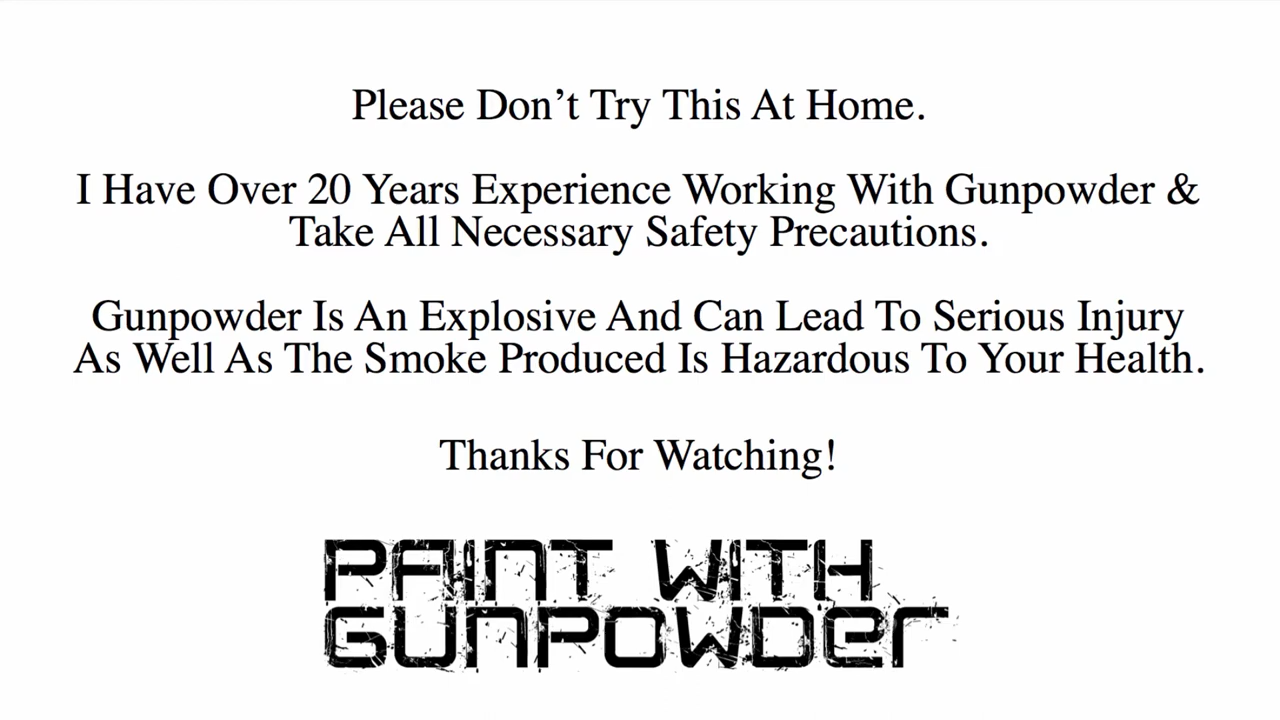 Please Don’t Try This At Home.
I Have Over 20 Years Experience Working With Gunpowder &
Take All Necessary Safety Precautions.
Gunpowder Is An Explosive And Can Lead To Serious Injury
As Well As The Smoke Produced Is Hazardous To Your Health.
Thanks For Watching!
PAINT WITH
GUNPOWDER